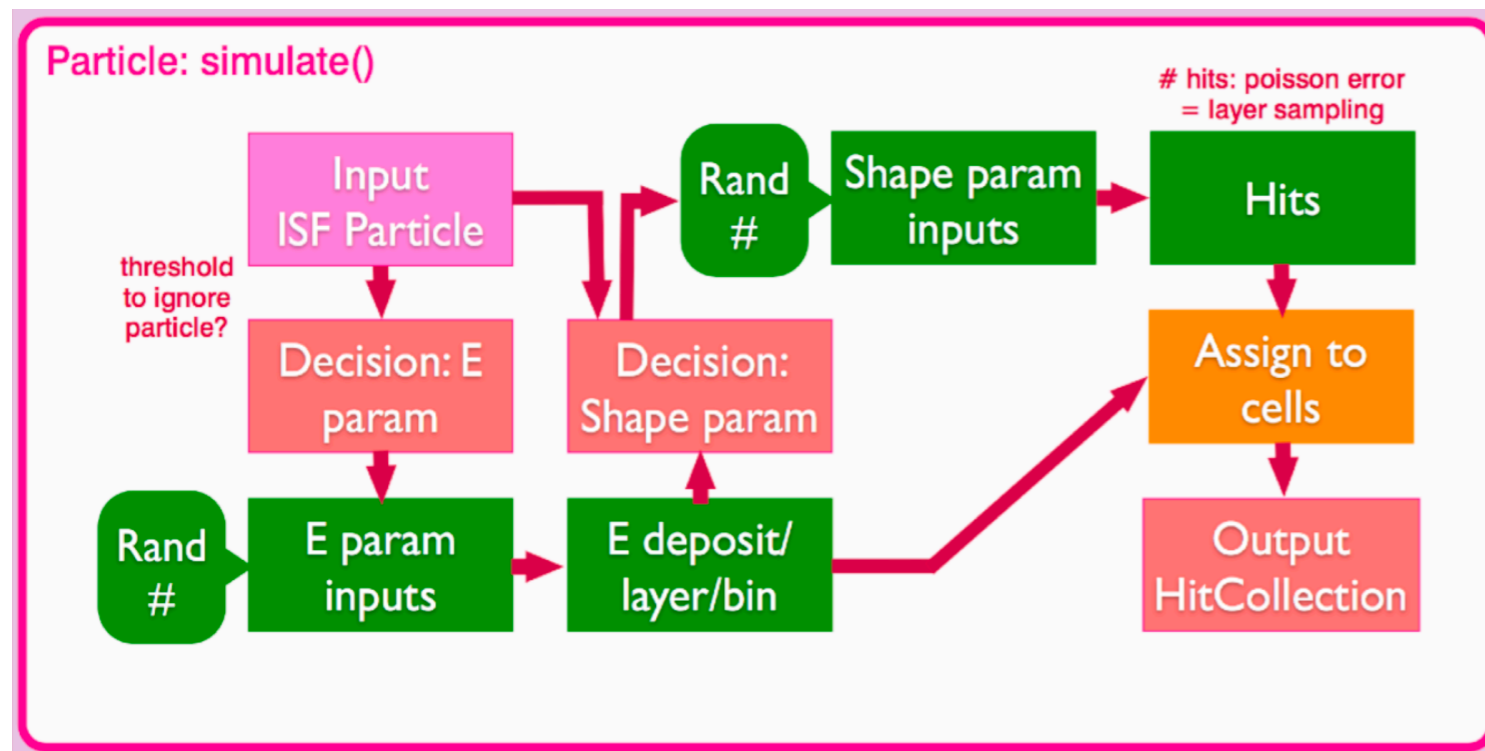 Particle: simulate()
# hits: poisson error
= layer sampling
Input
ISF Particle
Rand
#
Shape param
inputs
Hits
threshold
to ignore
particle?
Decision: E
param
Decision:
Shape param
Assign to
cells
Rand
#
E param
inputs
E deposit/
layer/bin
Output
HitCollection